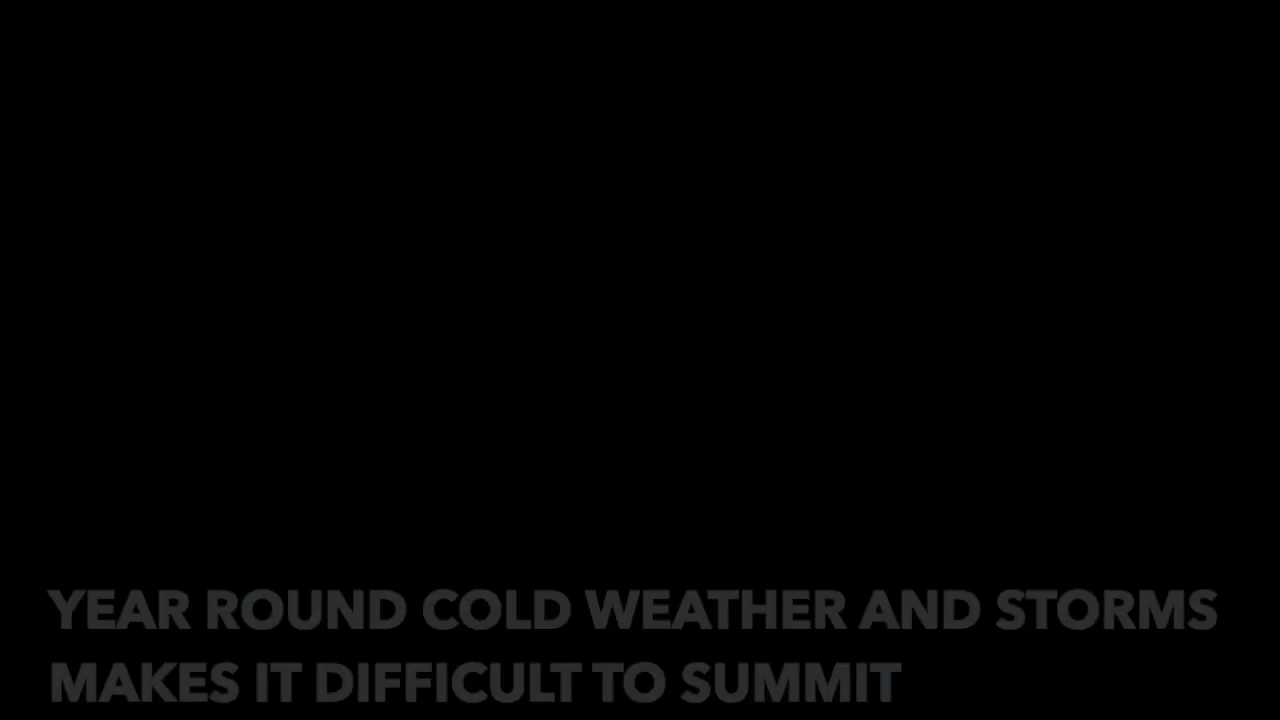 YEAR ROUND COLD WEATHER AND STORMS
MAKES IT DIFFICULT TO SUMMIT